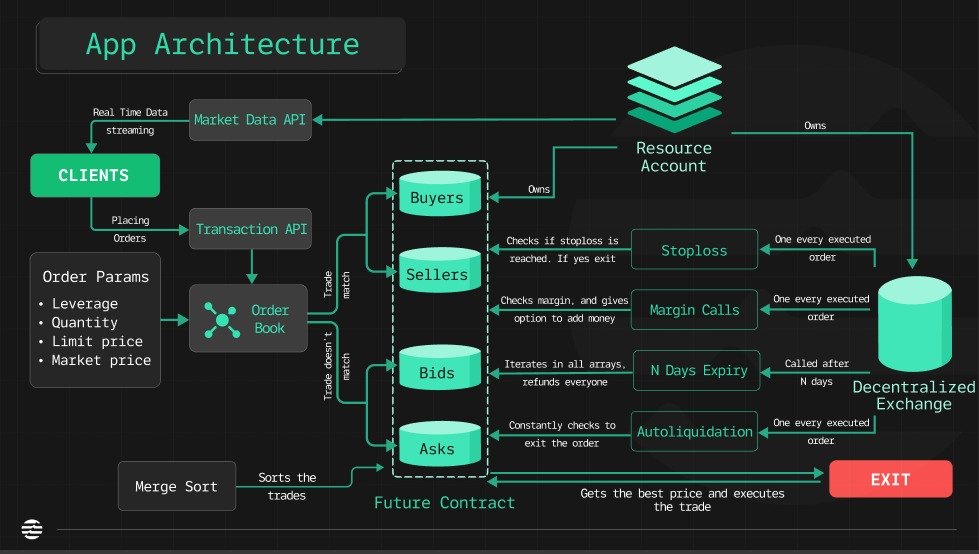 App Architecture
Real Time Data
streaming
Market Data API
Resource
Account
Owns
CLIENTS
Placing
Orders
Transaction API
Owns
Buyers
Order Params
• Leverage
• Quantity
• Limit price
• Market price
Order
Book
Trade
match
Trade doesn't
match
Sellers
Checks if stoploss is
reached. If yes exit
Stoploss
One every executed
order
Checks margin, and gives
option to add money
Margin Calls
One every executed
order
Bids
Iterates in all arrays,
refunds everyone
N Days Expiry
Called after
N days
Decentralized
Exchange
Asks
Constantly checks to
exit the order
Autoliquidation
One every executed
order
Merge Sort
Sorts the
trades
Future Contract
Gets the best price and executes
the trade
EXIT